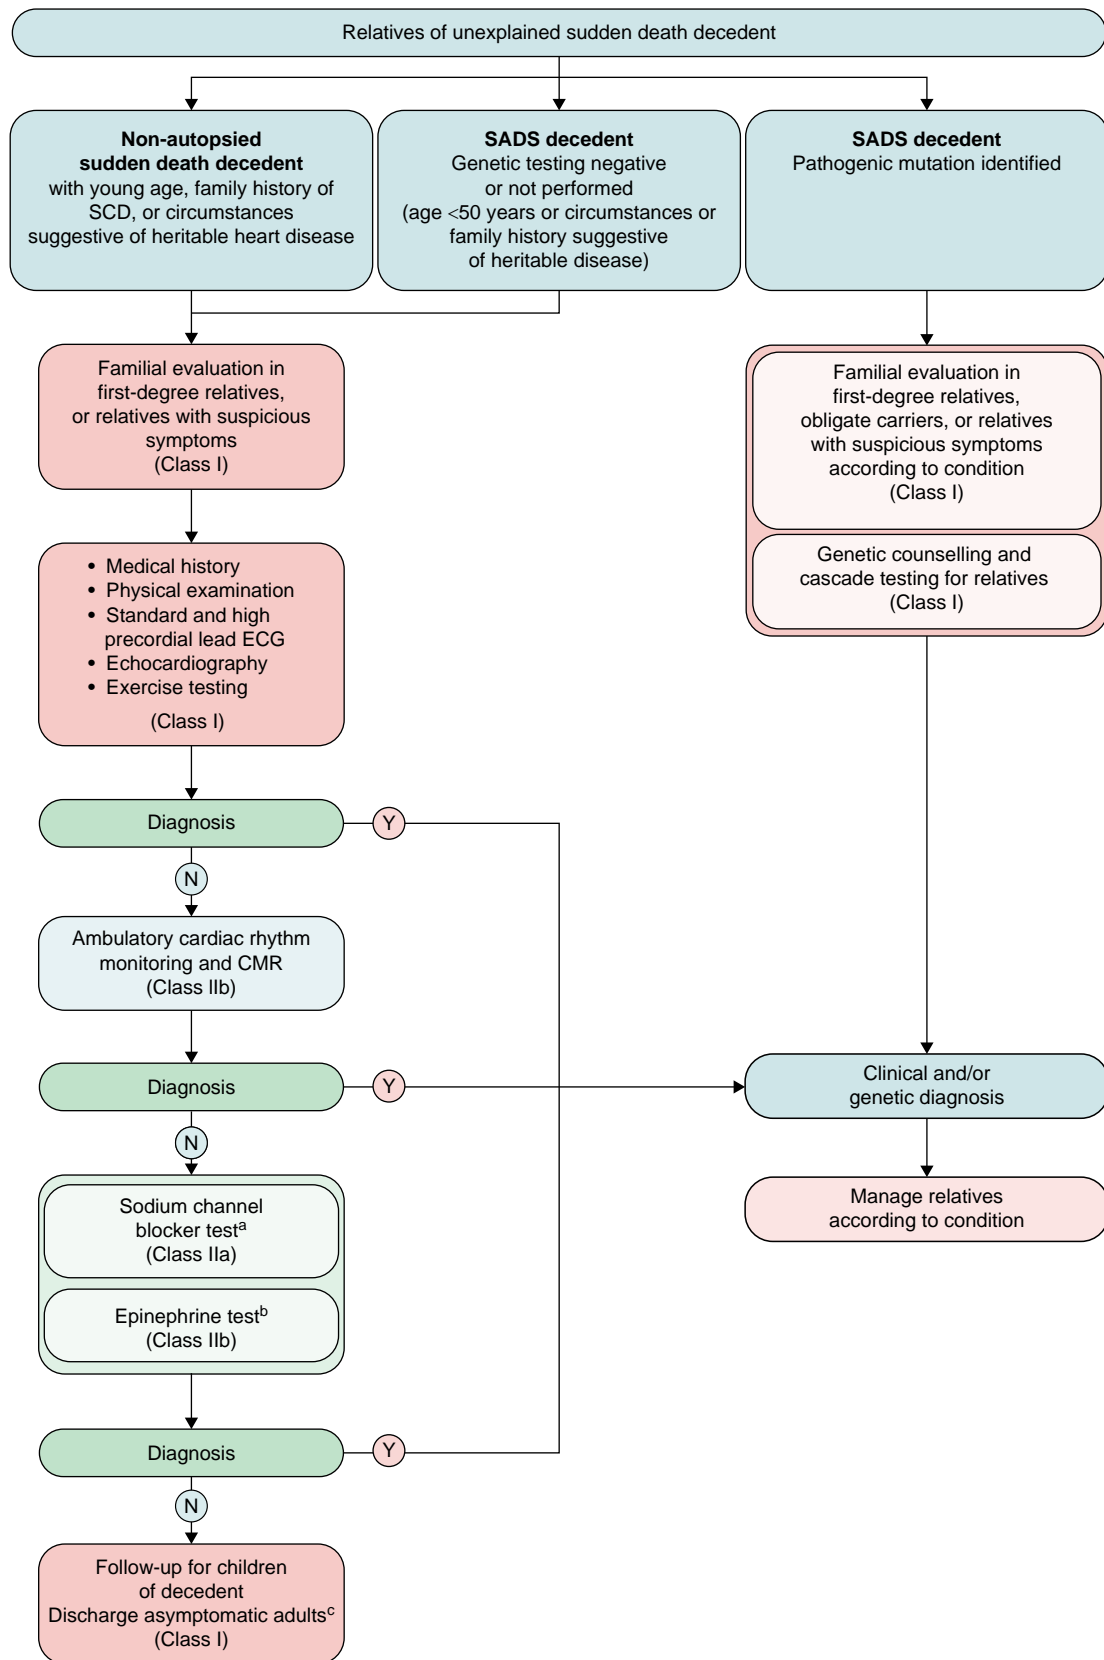 Relatives of unexplained sudden death decedent
Non-autopsied
sudden death decedent
with young age, family history of
SCD, or circumstances
suggestive of heritable heart disease
SADS decedent
Genetic testing negative
or not performed
(age <50 years or circumstances or
family history suggestive
of heritable disease)
SADS decedent
Pathogenic mutation identified
Familial evaluation in
first-degree relatives,
or relatives with suspicious
symptoms
(Class I)
Familial evaluation in
first-degree relatives,
obligate carriers, or relatives
with suspicious symptoms
according to condition
(Class I)
Genetic counselling and
cascade testing for relatives
(Class I)
• Medical history
• Physical examination
• Standard and high
precordial lead ECG
• Echocardiography
• Exercise testing
(Class I)
Diagnosis
Y
N
Ambulatory cardiac rhythm
monitoring and CMR
(Class IIb)
Diagnosis
Y
Clinical and/or
genetic diagnosis
N
Manage relatives
according to condition
Sodium channel
blocker testᵃ
(Class IIa)
Epinephrine testᵇ
(Class IIb)
Diagnosis
Y
N
Follow-up for children
of decedent
Discharge asymptomatic adultsᶜ
(Class I)